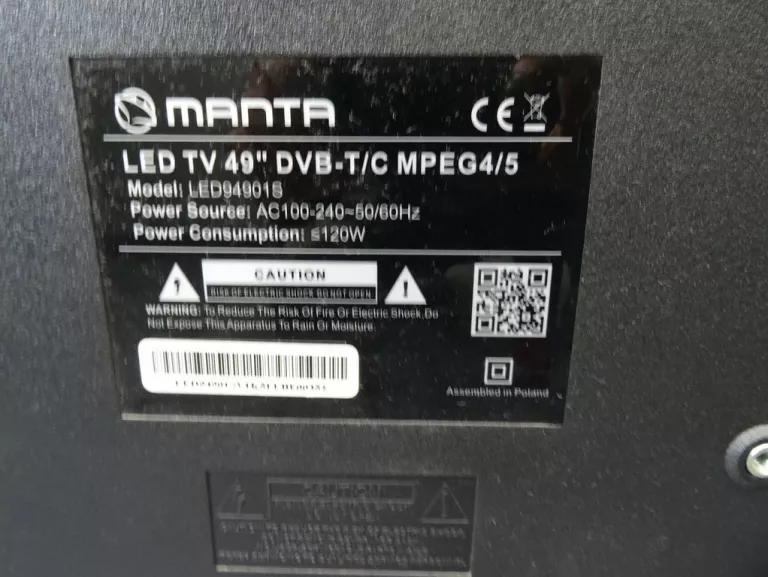 MANTA
CE
LED TV 49" DVB-T/C MPEG4/5
Model: LED94901S
Power Source: AC100-240~50/60Hz
Power Consumption: ≤120W
CAUTION
RISK OF ELECTRIC SHOCK DO NOT OPEN
WARNING: To Reduce The Risk Of Fire Or Electric Shock,Do
Not Expose This Apparatus To Rain Or Moisture.
Assembled in Poland
CAUTION